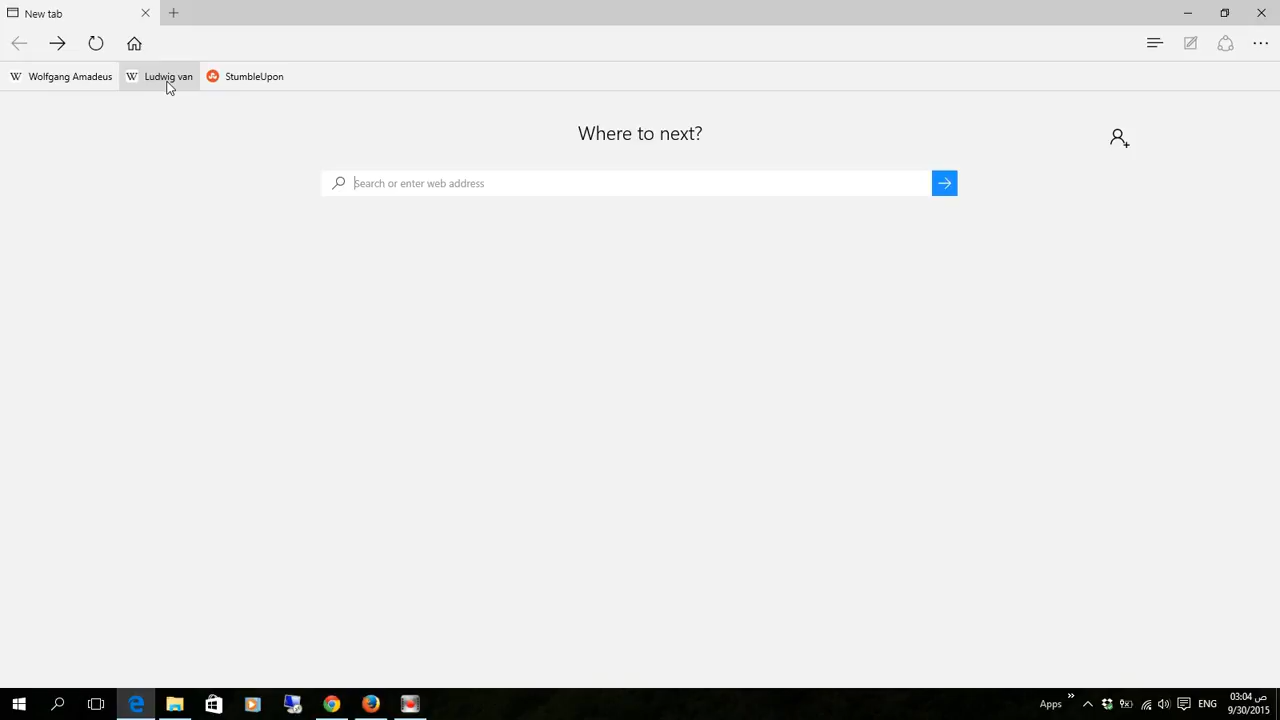 New tab
Wolfgang Amadeus
Ludwig van
StumbleUpon
Where to next?
Search or enter web address
Apps
ENG
03:04 ص
9/30/2015